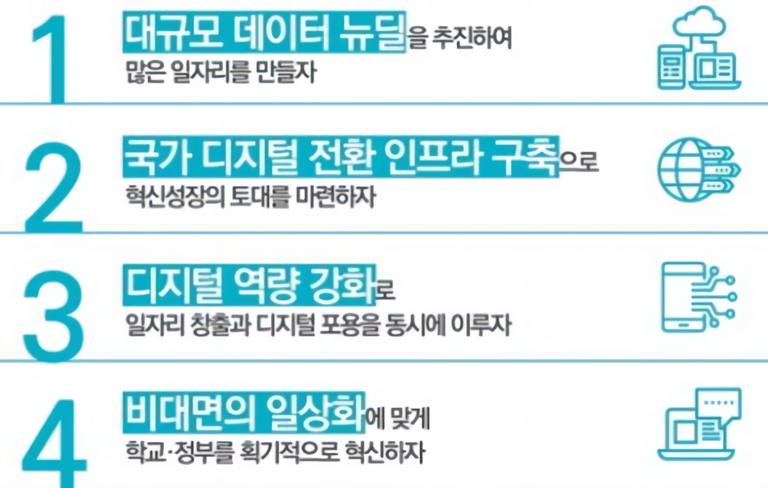 1 대규모 데이터 뉴딜을 추진하여
많은 일자리를 만들자
2 국가 디지털 전환 인프라 구축으로
혁신성장의 토대를 마련하자
3 디지털 역량 강화로
일자리 창출과 디지털 포용을 동시에 이루자
4 비대면의 일상화에 맞게
학교·정부를 획기적으로 혁신하자